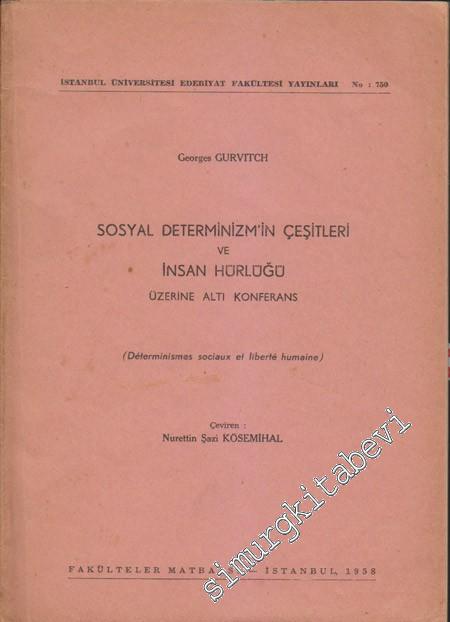 İSTANBUL ÜNİVERSİTESİ EDEBİYAT FAKÜLTESİ YAYINLARI No : 750
Georges GURVITCH
SOSYAL DETERMİNİZM'İN ÇEŞİTLERİ
VE
İNSAN HÜRLÜĞÜ
ÜZERİNE ALTI KONFERANS
(Déterminismes sociaux et liberté humaine)
Çeviren :
Nurettin Şazi KÖSEMİHAL
FAKÜLTELER İSTANBUL, 1958
simurgkitabevi